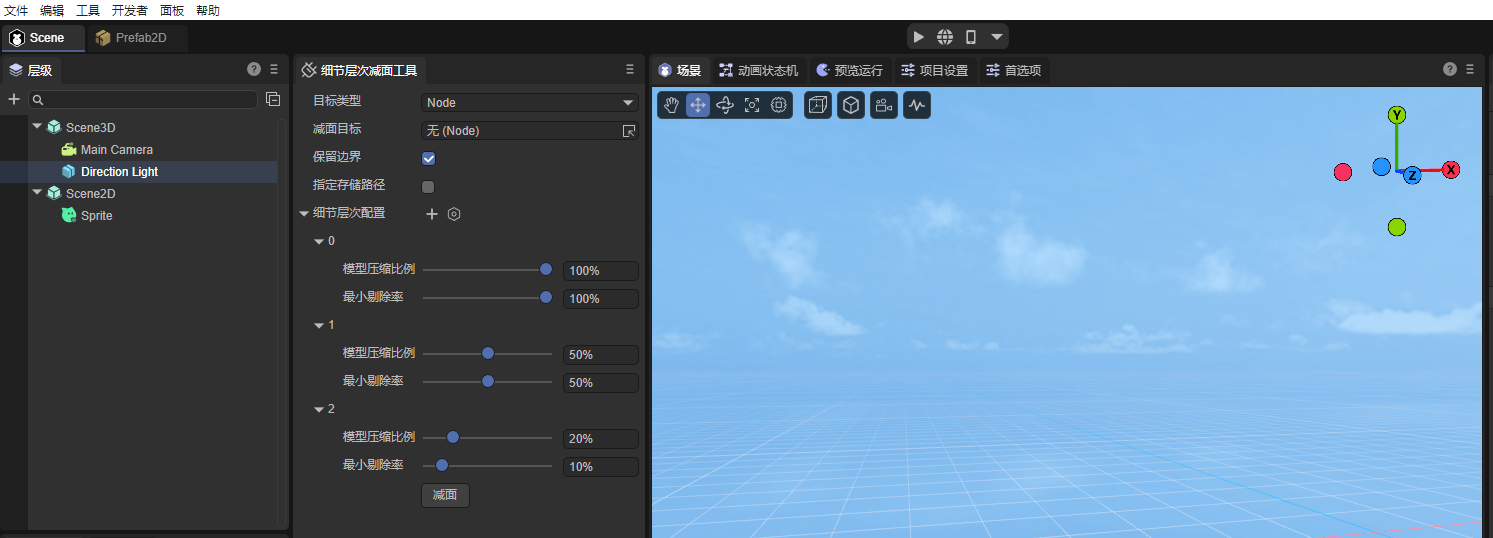 文件 编辑 工具 开发者 面板 帮助
Scene Prefab2D
层级
Scene3D
Main Camera
Direction Light
Scene2D
Sprite
细节层次减面工具
目标类型 Node
减面目标 无 (Node)
保留边界
指定存储路径
细节层次配置
0
模型压缩比例 100%
最小剔除率 100%
1
模型压缩比例 50%
最小剔除率 50%
2
模型压缩比例 20%
最小剔除率 10%
减面
场景 动画状态机 预览运行 项目设置 首选项
Y
X
Z